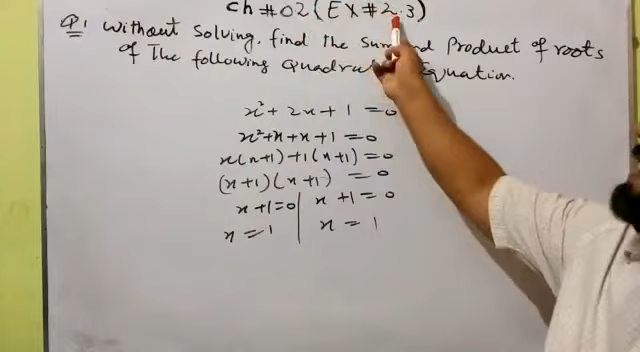 Ch #02 (EX #2.3)
Q1 Without Solving, find the Sum and Product of roots
of The following Quadra Equation.
x² + 2x + 1 = 0
x² + x + x + 1 = 0
x(x+1) + 1(x+1) = 0
(x+1)(x+1) = 0
x+1=0 | x+1=0
x = 1 | x = 1